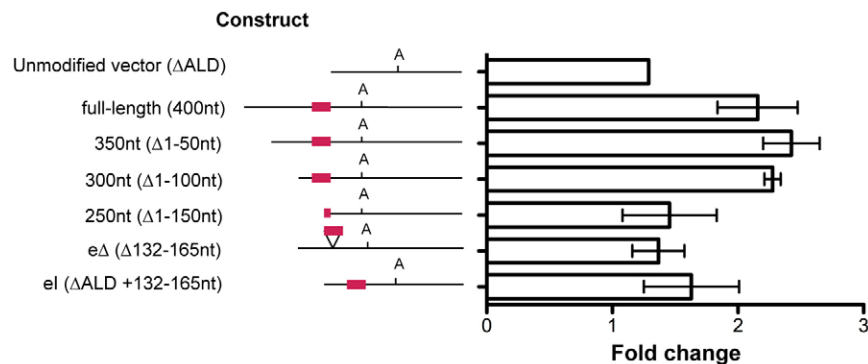 Construct
Unmodified vector (ΔALD)
A
full-length (400nt)
A
350nt (Δ1-50nt)
A
300nt (Δ1-100nt)
A
250nt (Δ1-150nt)
A
eΔ (Δ132-165nt)
A
eI (ΔALD +132-165nt)
A
0 1 2 3
Fold change